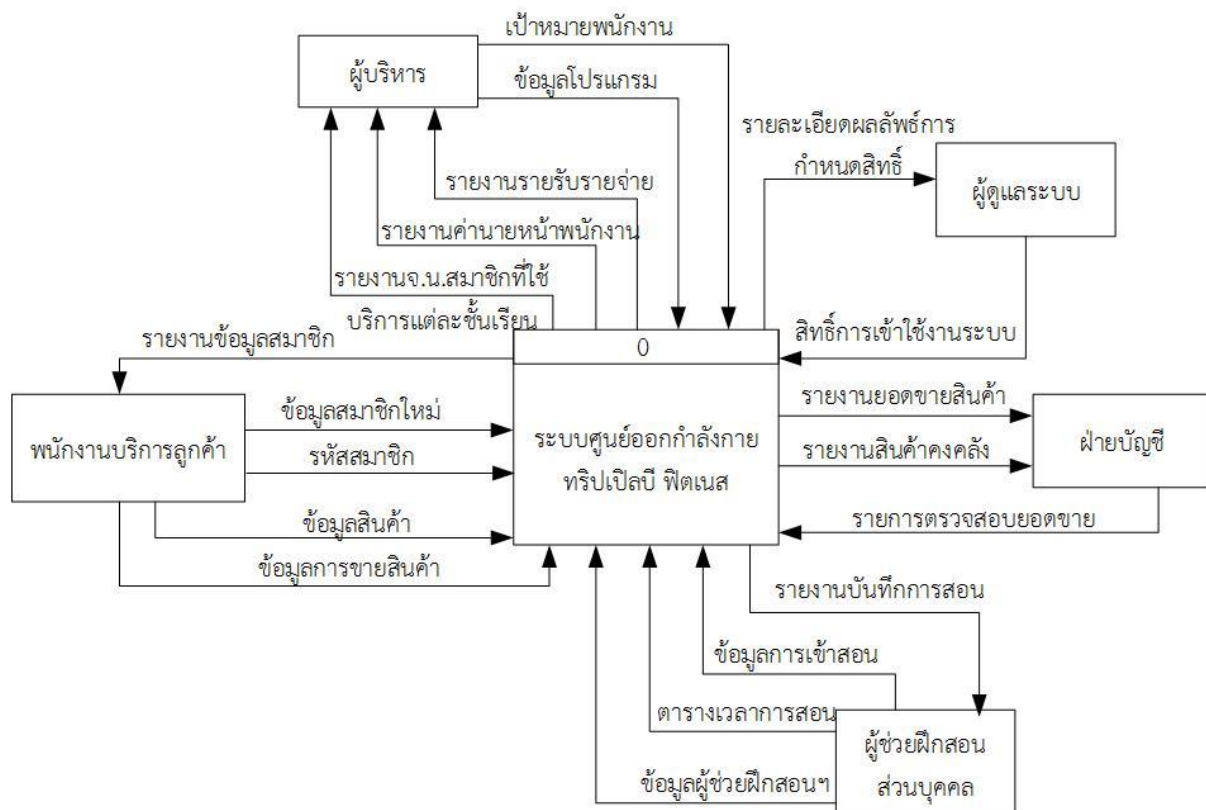 เป้าหมายพนักงาน
ผู้บริหาร
ข้อมูลโปรแกรม
รายละเอียดผลลัพธ์การ
กำหนดสิทธิ์
ผู้ดูแลระบบ
รายงานรายรับรายจ่าย
รายงานค่านายหน้าพนักงาน
รายงานจ.น.สมาชิกที่ใช้
บริการแต่ละชั้นเรียน
รายงานข้อมูลสมาชิก
0
สิทธิ์การเข้าใช้งานระบบ
พนักงานบริการลูกค้า
ข้อมูลสมาชิกใหม่
รหัสสมาชิก
ข้อมูลสินค้า
ข้อมูลการขายสินค้า
ระบบศูนย์ออกกำลังกาย
ทริปเปิลบี ฟิตเนส
รายงานยอดขายสินค้า
รายงานสินค้าคงคลัง
ฝ่ายบัญชี
รายการตรวจสอบยอดขาย
รายงานบันทึกการสอน
ข้อมูลการเข้าสอน
ตารางเวลาการสอน
ข้อมูลผู้ช่วยฝึกสอนฯ
ผู้ช่วยฝึกสอน
ส่วนบุคคล